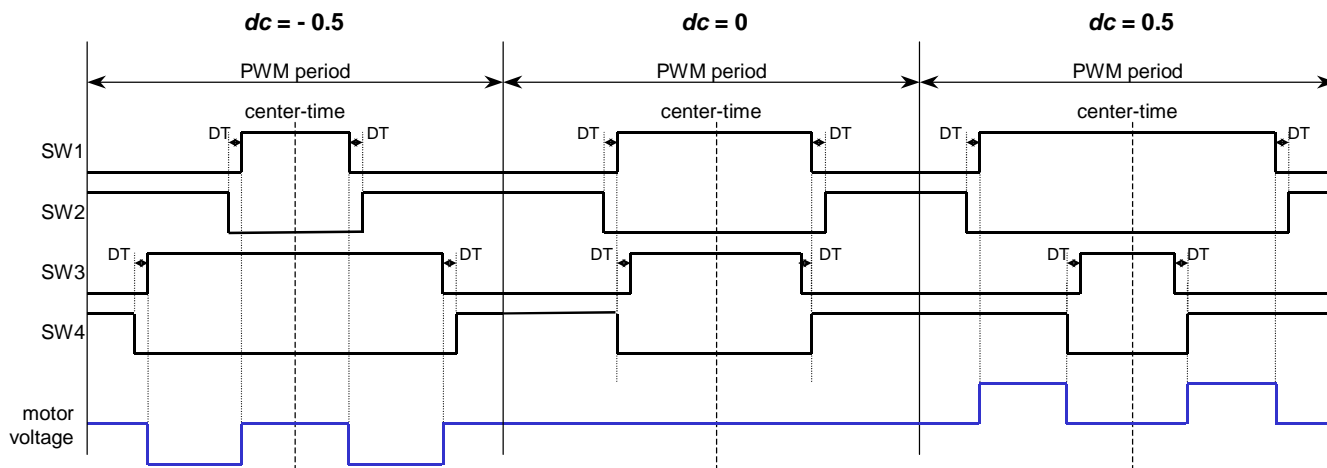 dc = - 0.5 dc = 0 dc = 0.5
PWM period PWM period PWM period
center-time center-time center-time
DT DT DT DT DT DT
SW1
SW2
DT DT DT DT DT DT
SW3
SW4
motor
voltage